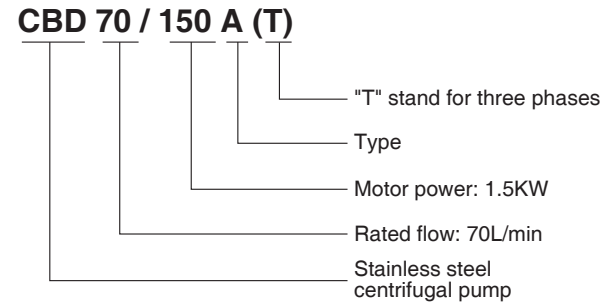 CBD 70 / 150 A (T)
"T" stand for three phases
Type
Motor power: 1.5KW
Rated flow: 70L/min
Stainless steel
centrifugal pump